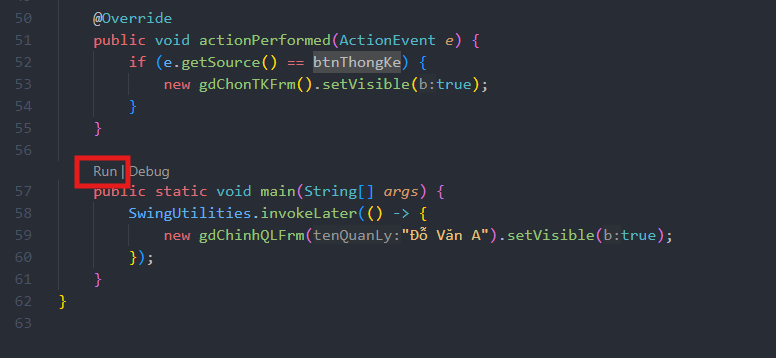 50 @Override
51 public void actionPerformed(ActionEvent e) {
52 if (e.getSource() == btnThongKe) {
53 new gdChonTKFrm().setVisible(b:true);
54 }
55 }
56
Run | Debug
57 public static void main(String[] args) {
58 SwingUtilities.invokeLater(() -> {
59 new gdChinhQLFrm(tenQuanLy:"Đỗ Văn A").setVisible(b:true);
60 });
61 }
62 }
63